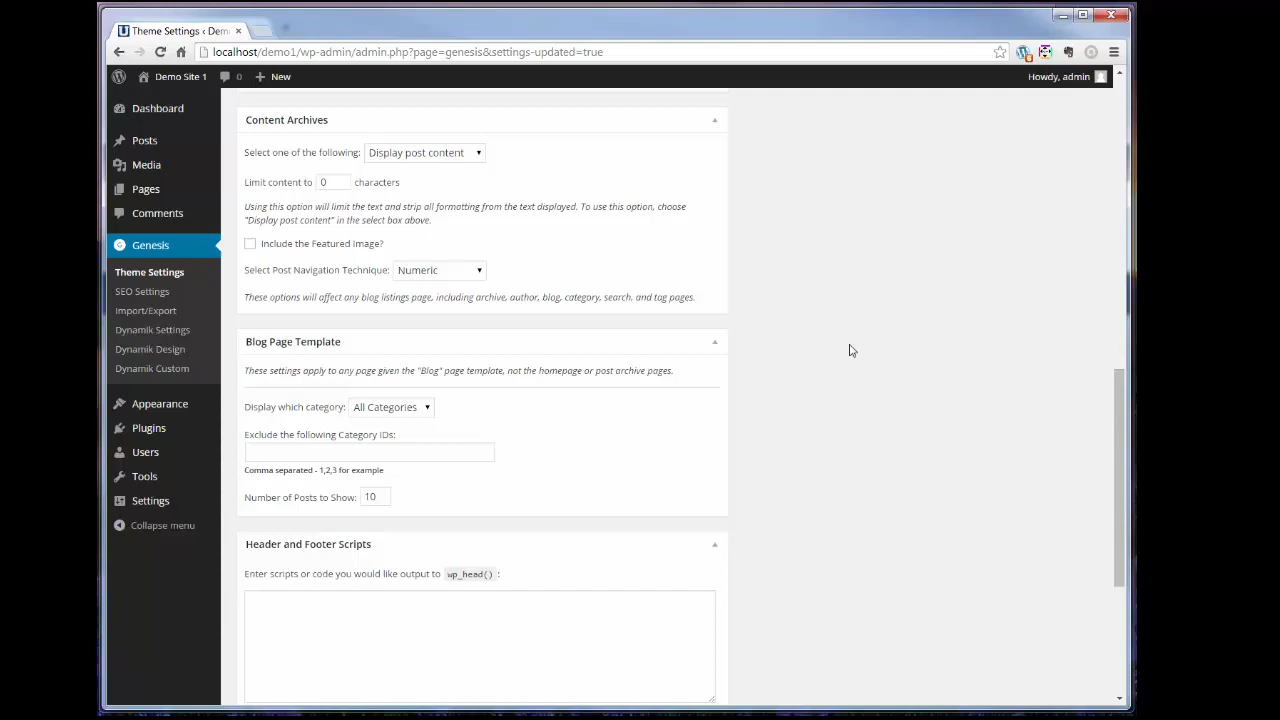 Theme Settings ‹ Demo
localhost/demo1/wp-admin/admin.php?page=genesis&settings-updated=true
Demo Site 1
0
New
Howdy, admin
Dashboard
Posts
Media
Pages
Comments
Genesis
Theme Settings
SEO Settings
Import/Export
Dynamik Settings
Dynamik Design
Dynamik Custom
Appearance
Plugins
Users
Tools
Settings
Collapse menu
Content Archives
Select one of the following: Display post content
Limit content to 0 characters
Using this option will limit the text and strip all formatting from the text displayed. To use this option, choose
"Display post content" in the select box above.
Include the Featured Image?
Select Post Navigation Technique: Numeric
These options will affect any blog listings page, including archive, author, blog, category, search, and tag pages.
Blog Page Template
These settings apply to any page given the "Blog" page template, not the homepage or post archive pages.
Display which category: All Categories
Exclude the following Category IDs:
Comma separated - 1,2,3 for example
Number of Posts to Show: 10
Header and Footer Scripts
Enter scripts or code you would like output to wp_head() :